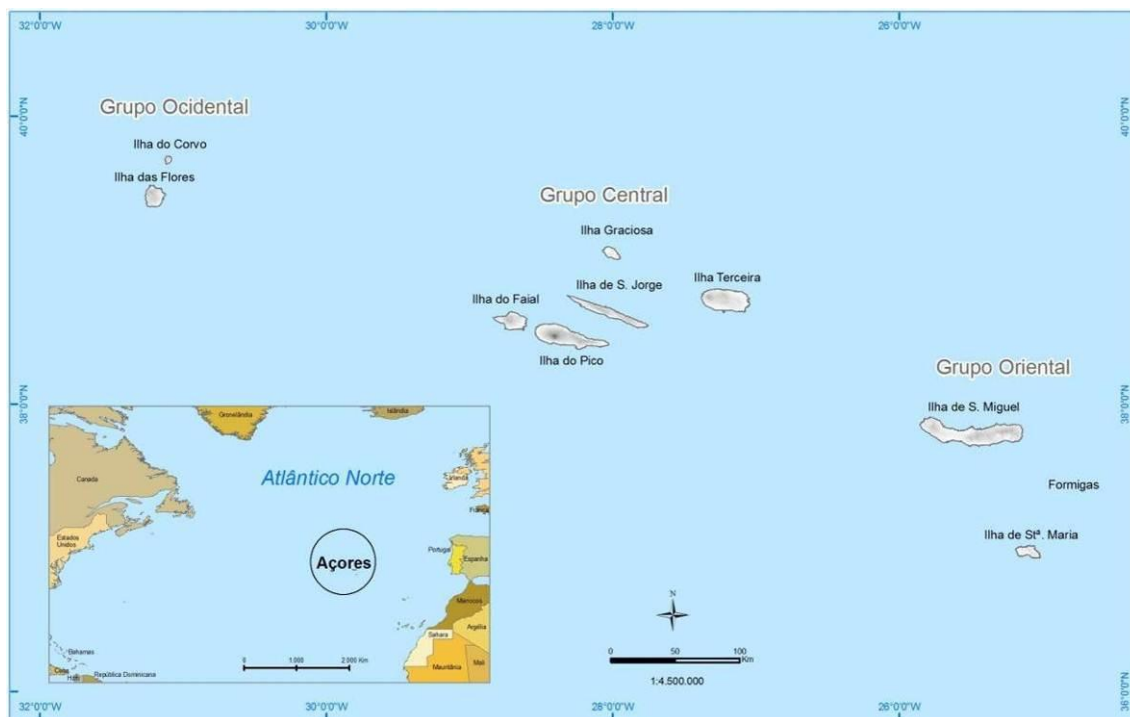 32°0'0"W 30°0'0"W 28°0'0"W 26°0'0"W
40°0'0"N 40°0'0"N
Grupo Ocidental
Ilha do Corvo
Ilha das Flores
Grupo Central
Ilha Graciosa
Ilha de S. Jorge
Ilha Terceira
Ilha do Faial
Ilha do Pico
Grupo Oriental
Ilha de S. Miguel
38°0'0"N 38°0'0"N
Formigas
Ilha de Stª. Maria
Gronelândia
Islândia
Canada
Atlântico Norte
Irlanda
França
Estados
Unidos
Açores
Portugal
Espanha
Marrocos
Argélia
Sahara
Mauritânia
Mali
Bahamas
Cuba
Haiti
República Dominicana
0 1.000 2.000 Km
N
0 50 100
Km
1:4.500.000
36°0'0"N
32°0'0"W 30°0'0"W 28°0'0"W 26°0'0"W